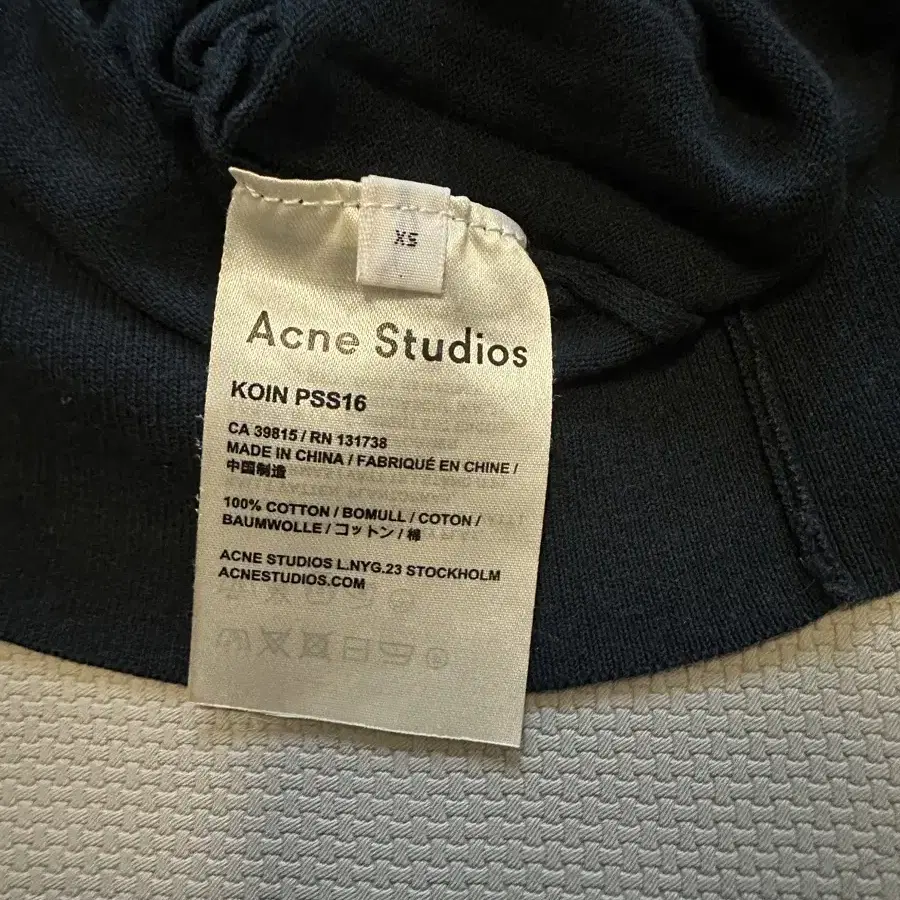 XS
Acne Studios
KOIN PSS16
CA 39815 / RN 131738
MADE IN CHINA / FABRIQUÉ EN CHINE /
中国制造
100% COTTON / BOMULL / COTON /
BAUMWOLLE / コットン / 棉
ACNE STUDIOS L.NYG.23 STOCKHOLM
ACNESTUDIOS.COM